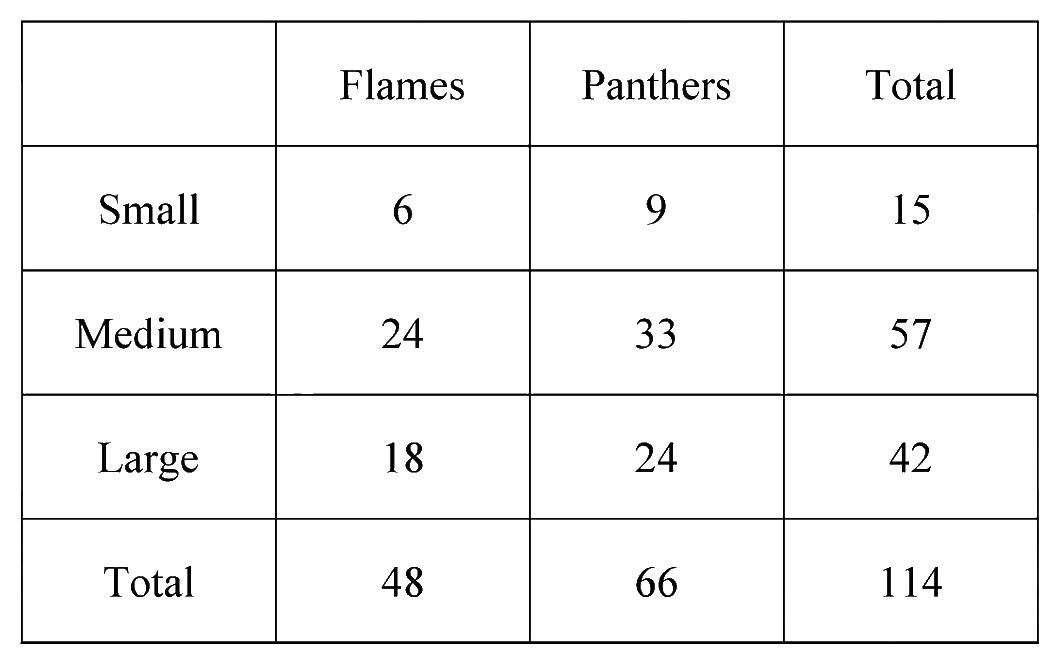 Flames Panthers Total
Small 6 9 15
Medium 24 33 57
Large 18 24 42
Total 48 66 114